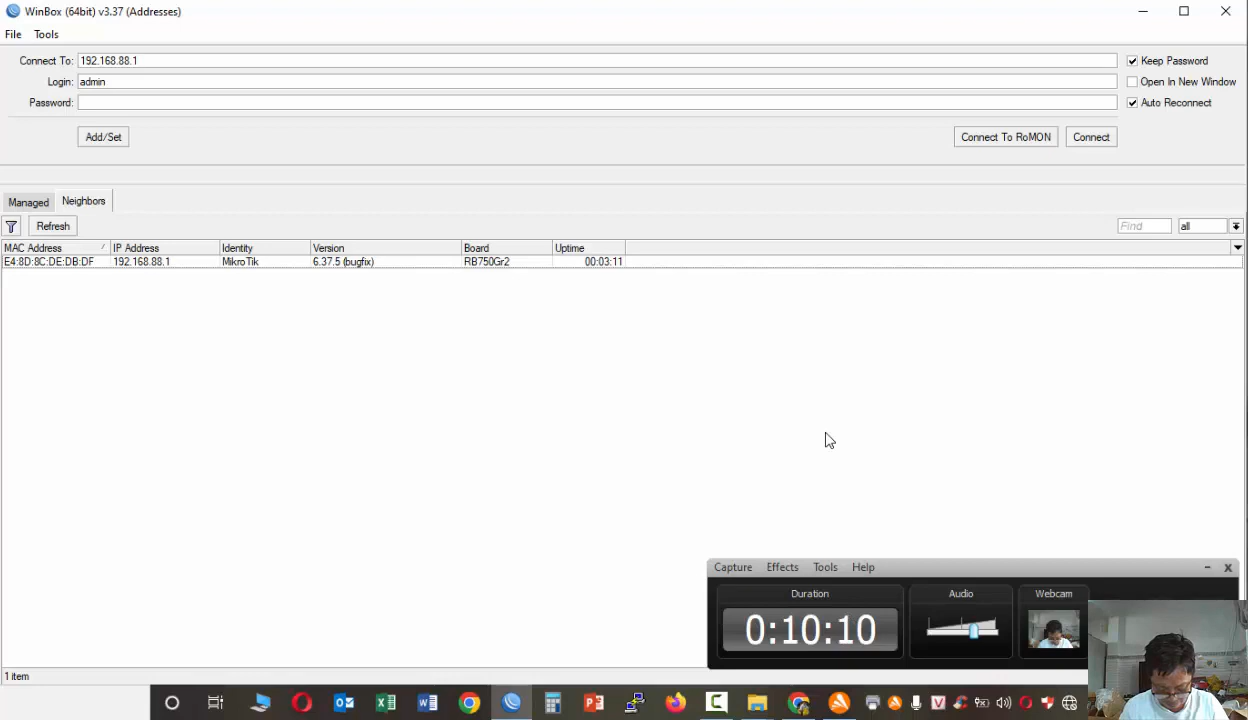 WinBox (64bit) v3.37 (Addresses)
File Tools
Connect To: 192.168.88.1
Keep Password
Login: admin
Open In New Window
Password:
Auto Reconnect
Add/Set
Connect To RoMON
Connect
Managed
Neighbors
Refresh
Find
all
MAC Address IP Address Identity Version Board Uptime
E4:8D:8C:DE:DB:DF 192.168.88.1 MikroTik 6.37.5 (bugfix) RB750Gr2 00:03:11
Capture Effects Tools Help
Duration
Audio
Webcam
0:10:10
1 item